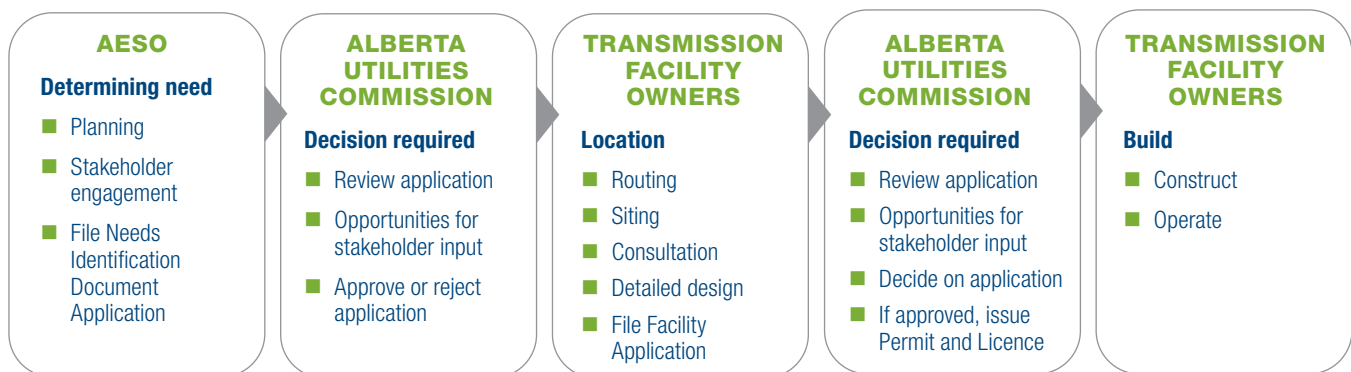 AESO
Determining need
Planning
Stakeholder
engagement
File Needs
Identification
Document
Application
ALBERTA
UTILITIES
COMMISSION
Decision required
Review application
Opportunities for
stakeholder input
Approve or reject
application
TRANSMISSION
FACILITY
OWNERS
Location
Routing
Siting
Consultation
Detailed design
File Facility
Application
ALBERTA
UTILITIES
COMMISSION
Decision required
Review application
Opportunities for
stakeholder input
Decide on application
If approved, issue
Permit and Licence
TRANSMISSION
FACILITY
OWNERS
Build
Construct
Operate